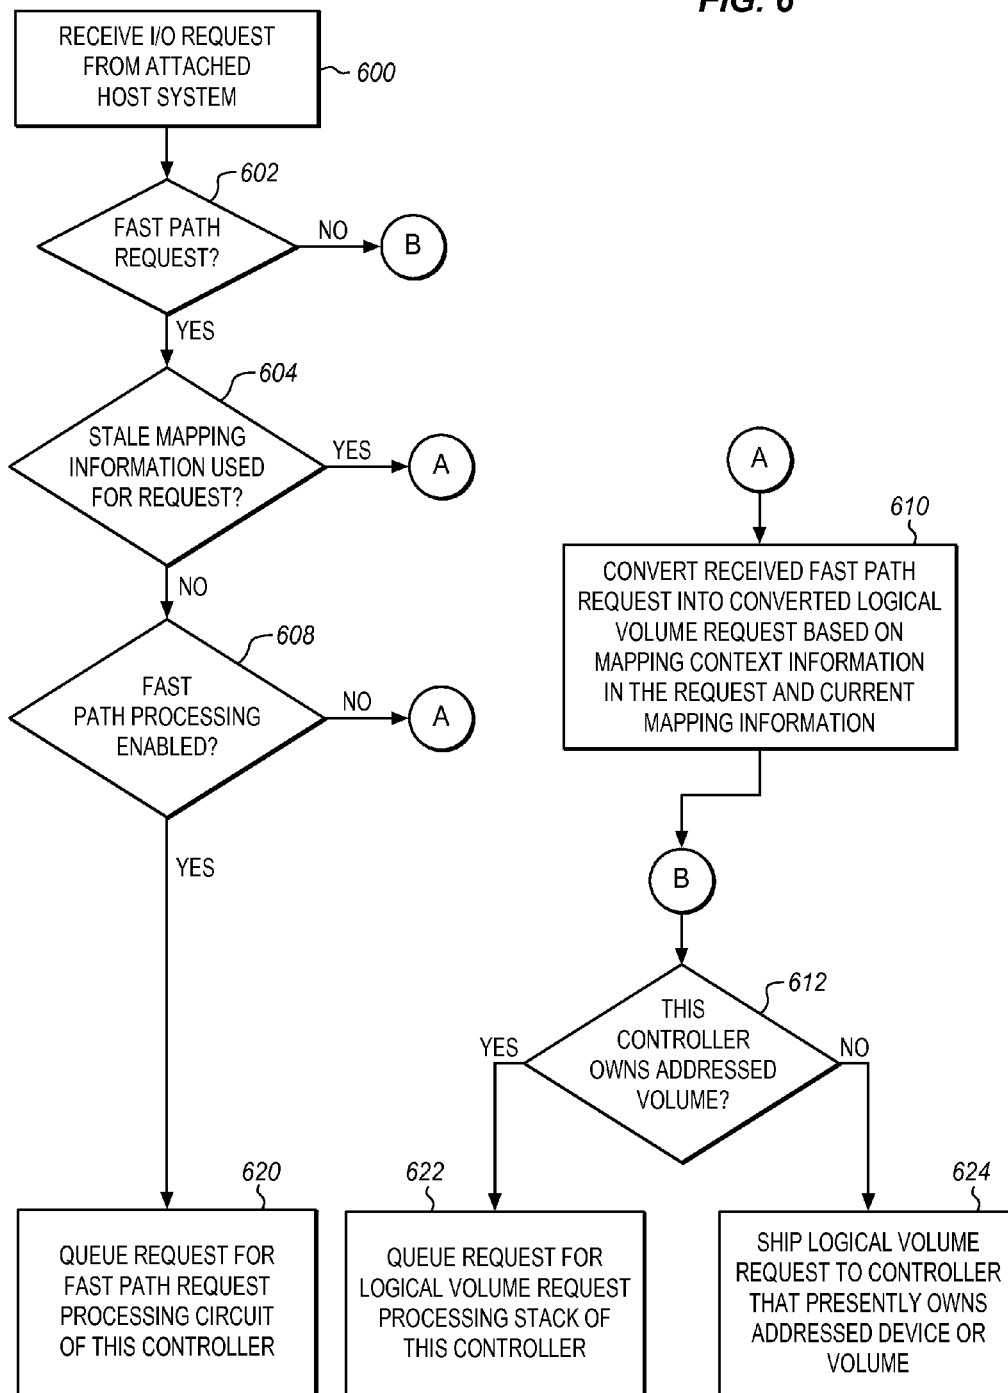 FIG. 6
RECEIVE I/O REQUEST
FROM ATTACHED
HOST SYSTEM
600
602
FAST PATH
REQUEST?
NO
B
YES
604
STALE MAPPING
INFORMATION USED
FOR REQUEST?
YES
A
NO
608
FAST
PATH PROCESSING
ENABLED?
NO
A
YES
A
610
CONVERT RECEIVED FAST PATH
REQUEST INTO CONVERTED LOGICAL
VOLUME REQUEST BASED ON
MAPPING CONTEXT INFORMATION
IN THE REQUEST AND CURRENT
MAPPING INFORMATION
B
612
THIS
CONTROLLER
OWNS ADDRESSED
VOLUME?
YES
NO
620
QUEUE REQUEST FOR
FAST PATH REQUEST
PROCESSING CIRCUIT
OF THIS CONTROLLER
622
QUEUE REQUEST FOR
LOGICAL VOLUME REQUEST
PROCESSING STACK OF
THIS CONTROLLER
624
SHIP LOGICAL VOLUME
REQUEST TO CONTROLLER
THAT PRESENTLY OWNS
ADDRESSED DEVICE OR
VOLUME